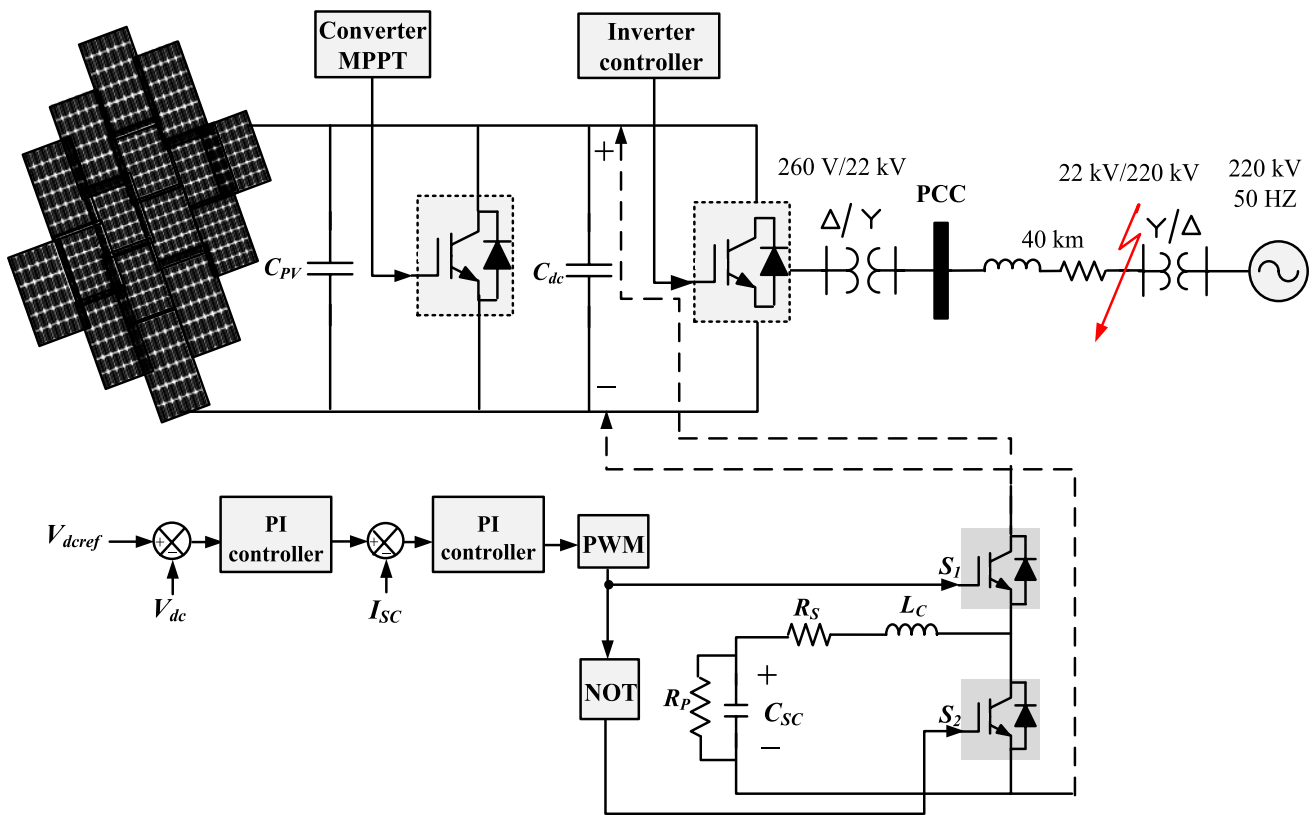 Converter
MPPT
Inverter
controller
260 V/22 kV
22 kV/220 kV
220 kV
50 HZ
PCC
Δ/Y
Y/Δ
40 km
+
C_PV
C_dc
−
V_dcref
+
−
PI
controller
+
−
PI
controller
PWM
V_dc
I_SC
S_1
R_S
L_C
NOT
R_P
+
C_SC
−
S_2